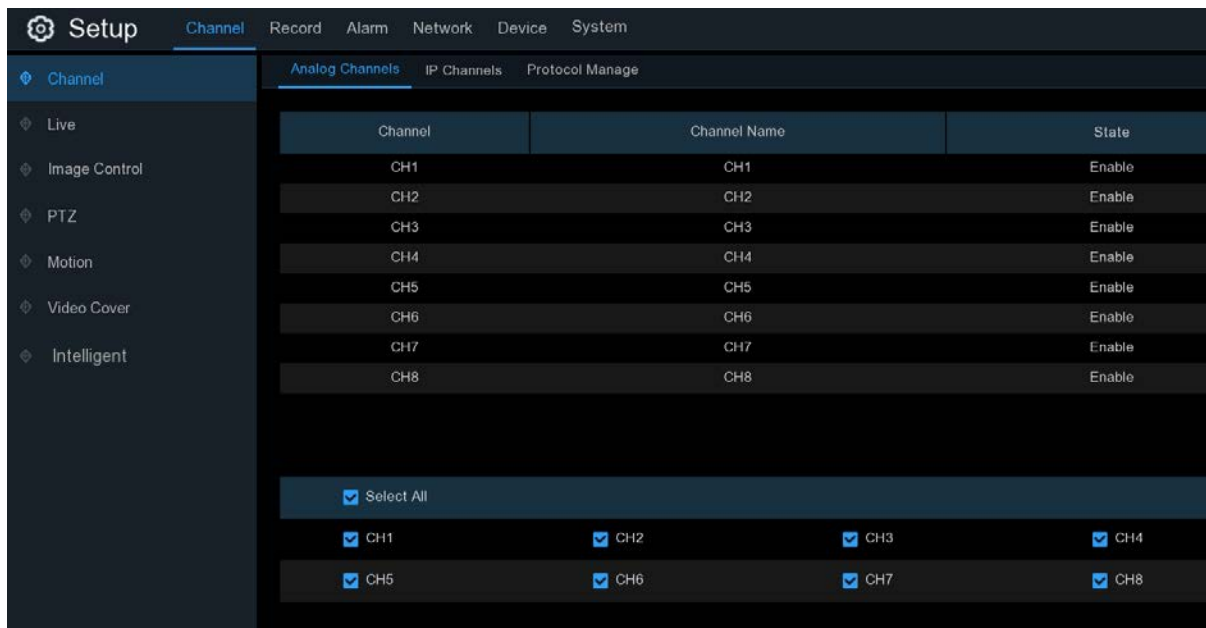 Setup Channel Record Alarm Network Device System
Channel
Live
Image Control
PTZ
Motion
Video Cover
Intelligent
Analog Channels IP Channels Protocol Manage
Channel Channel Name State
CH1 CH1 Enable
CH2 CH2 Enable
CH3 CH3 Enable
CH4 CH4 Enable
CH5 CH5 Enable
CH6 CH6 Enable
CH7 CH7 Enable
CH8 CH8 Enable
Select All
CH1 CH2 CH3 CH4
CH5 CH6 CH7 CH8